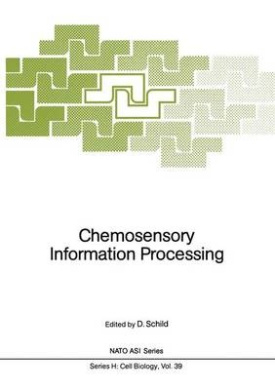 Chemosensory
Information Processing
Edited by D. Schild
NATO ASI Series
Series H: Cell Biology, Vol. 39